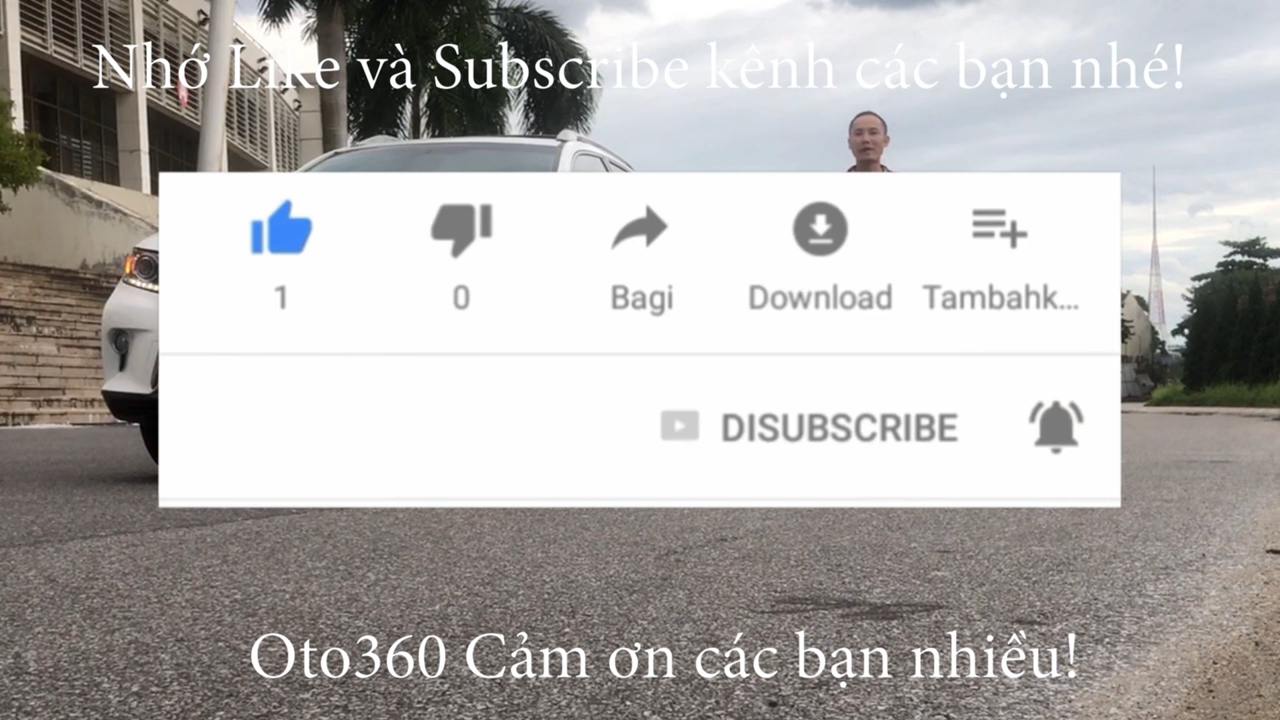 Nhớ Like và Subscribe kênh các bạn nhé!
1 0 Bagi Download Tambahk...
DISUBSCRIBE
Oto360 Cảm ơn các bạn nhiều!